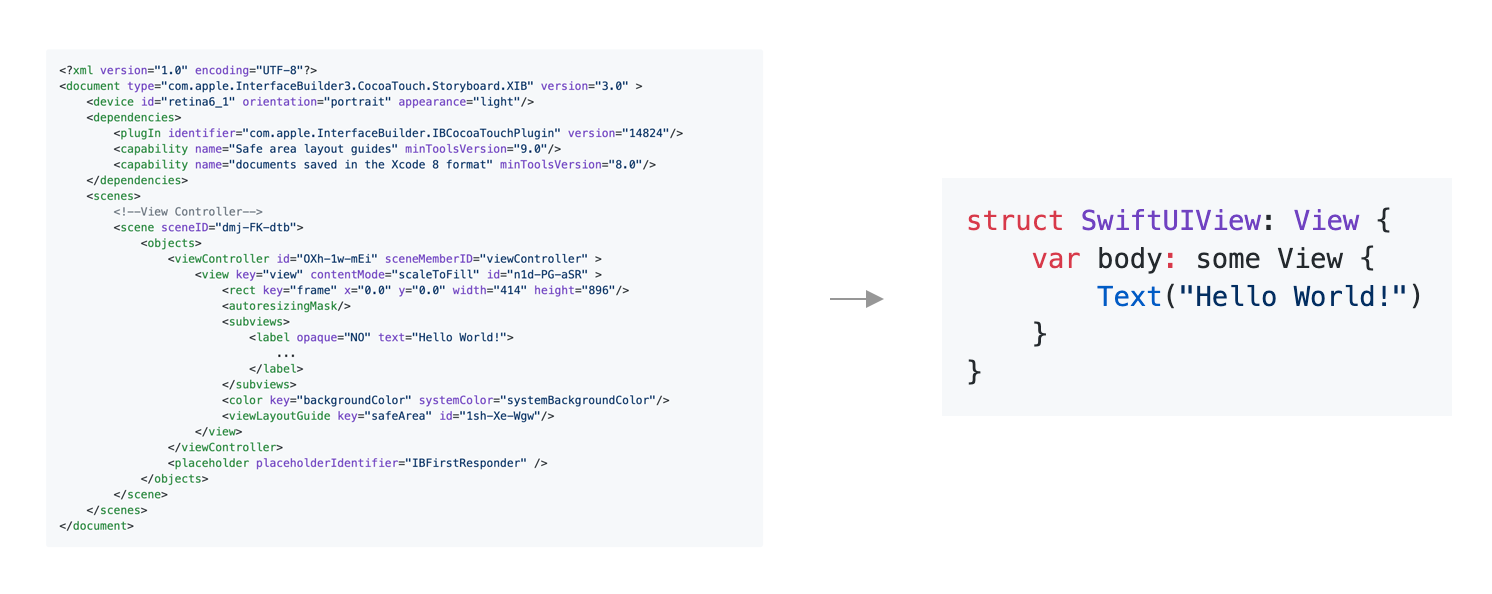 <?xml version="1.0" encoding="UTF-8"?>
<document type="com.apple.InterfaceBuilder3.CocoaTouch.Storyboard.XIB" version="3.0" >
    <device id="retina6_1" orientation="portrait" appearance="light"/>
    <dependencies>
        <plugIn identifier="com.apple.InterfaceBuilder.IBCocoaTouchPlugin" version="14824"/>
        <capability name="Safe area layout guides" minToolsVersion="9.0"/>
        <capability name="documents saved in the Xcode 8 format" minToolsVersion="8.0"/>
    </dependencies>
    <scenes>
        <!--View Controller-->
        <scene sceneID="dmj-FK-dtb">
            <objects>
                <viewController id="OXh-1w-mEi" sceneMemberID="viewController" >
                    <view key="view" contentMode="scaleToFill" id="n1d-PG-aSR" >
                        <rect key="frame" x="0.0" y="0.0" width="414" height="896"/>
                        <autoresizingMask/>
                        <subviews>
                            <label opaque="NO" text="Hello World!">
                                ...
                            </label>
                        </subviews>
                        <color key="backgroundColor" systemColor="systemBackgroundColor"/>
                        <viewLayoutGuide key="safeArea" id="1sh-Xe-Wgw"/>
                    </view>
                </viewController>
                <placeholder placeholderIdentifier="IBFirstResponder" />
            </objects>
        </scene>
    </scenes>
</document>
struct SwiftUIView: View {
    var body: some View {
        Text("Hello World!")
    }
}